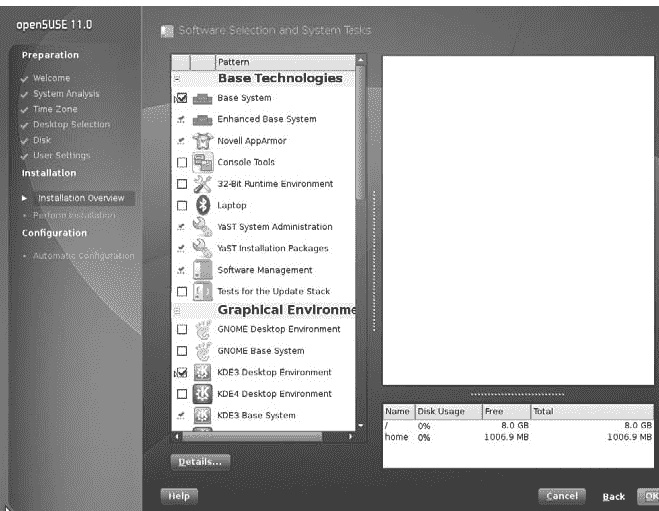 openSUSE 11.0
Preparation
Welcome
System Analysis
Time Zone
Desktop Selection
Disk
User Settings
Installation
Installation Overview
Perform Installation
Configuration
Automatic Configuration
Software Selection and System Tasks
Pattern
Base Technologies
Base System
Enhanced Base System
Novell AppArmor
Console Tools
32-Bit Runtime Environment
Laptop
YaST System Administration
YaST Installation Packages
Software Management
Tests for the Update Stack
Graphical Environme
GNOME Desktop Environment
GNOME Base System
KDE3 Desktop Environment
KDE4 Desktop Environment
KDE3 Base System
Details...
Name Disk Usage Free Total
/ 0% 8.0 GB 8.0 GB
home 0% 1006.9 MB 1006.9 MB
Help Cancel Back OK